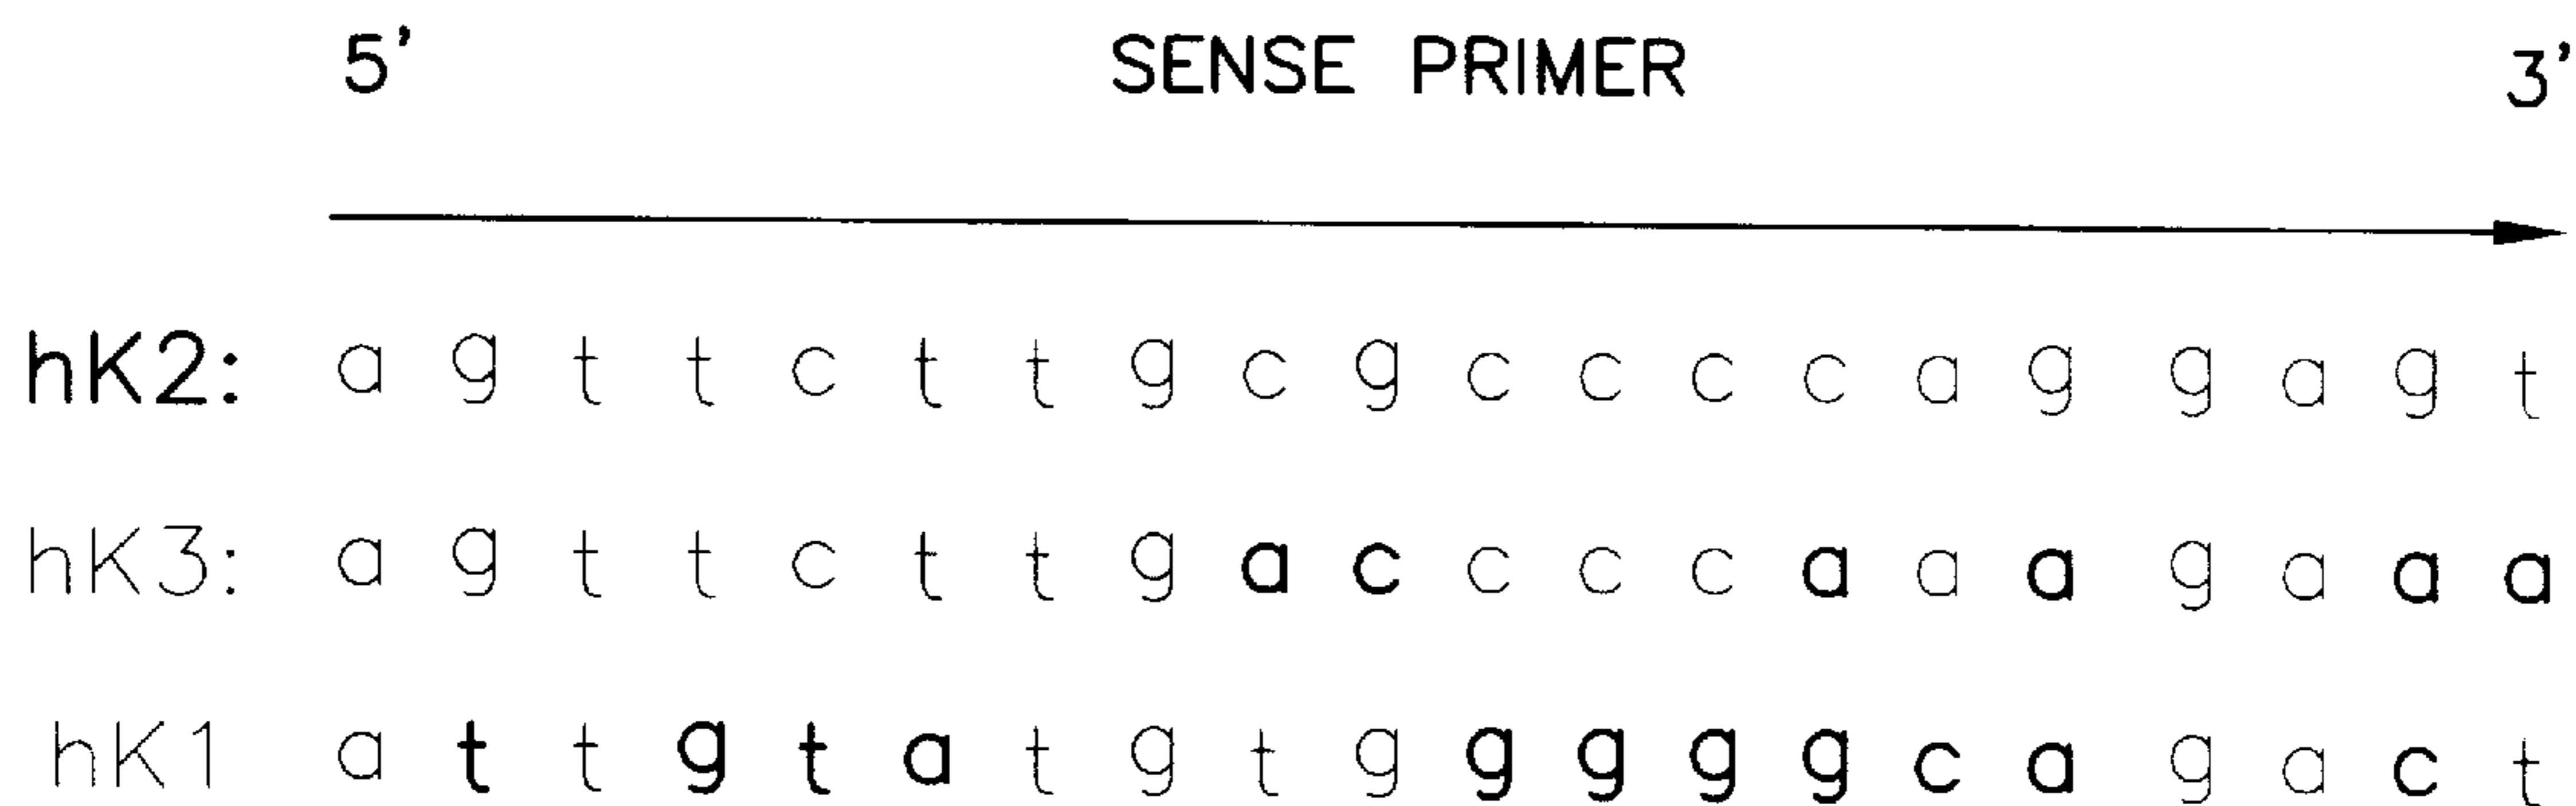 5' SENSE PRIMER 3'
hK2: a g t t c t t g c g c c c c a g g a g t
hK3: a g t t c t t g a c c c c a a a g a a a
hK1 a t t g t a t g t g g g g g c a g a c t